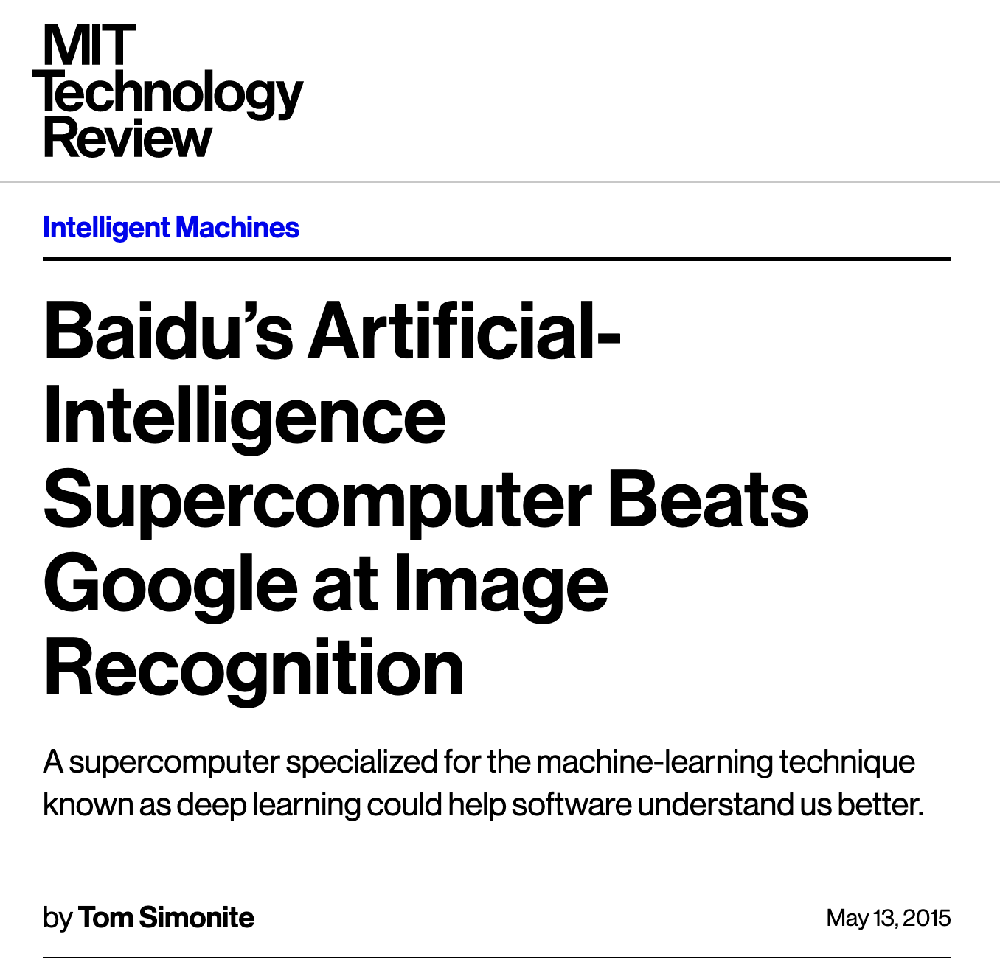 MIT
Technology
Review
Intelligent Machines
Baidu’s Artificial-
Intelligence
Supercomputer Beats
Google at Image
Recognition
A supercomputer specialized for the machine-learning technique
known as deep learning could help software understand us better.
by Tom Simonite
May 13, 2015